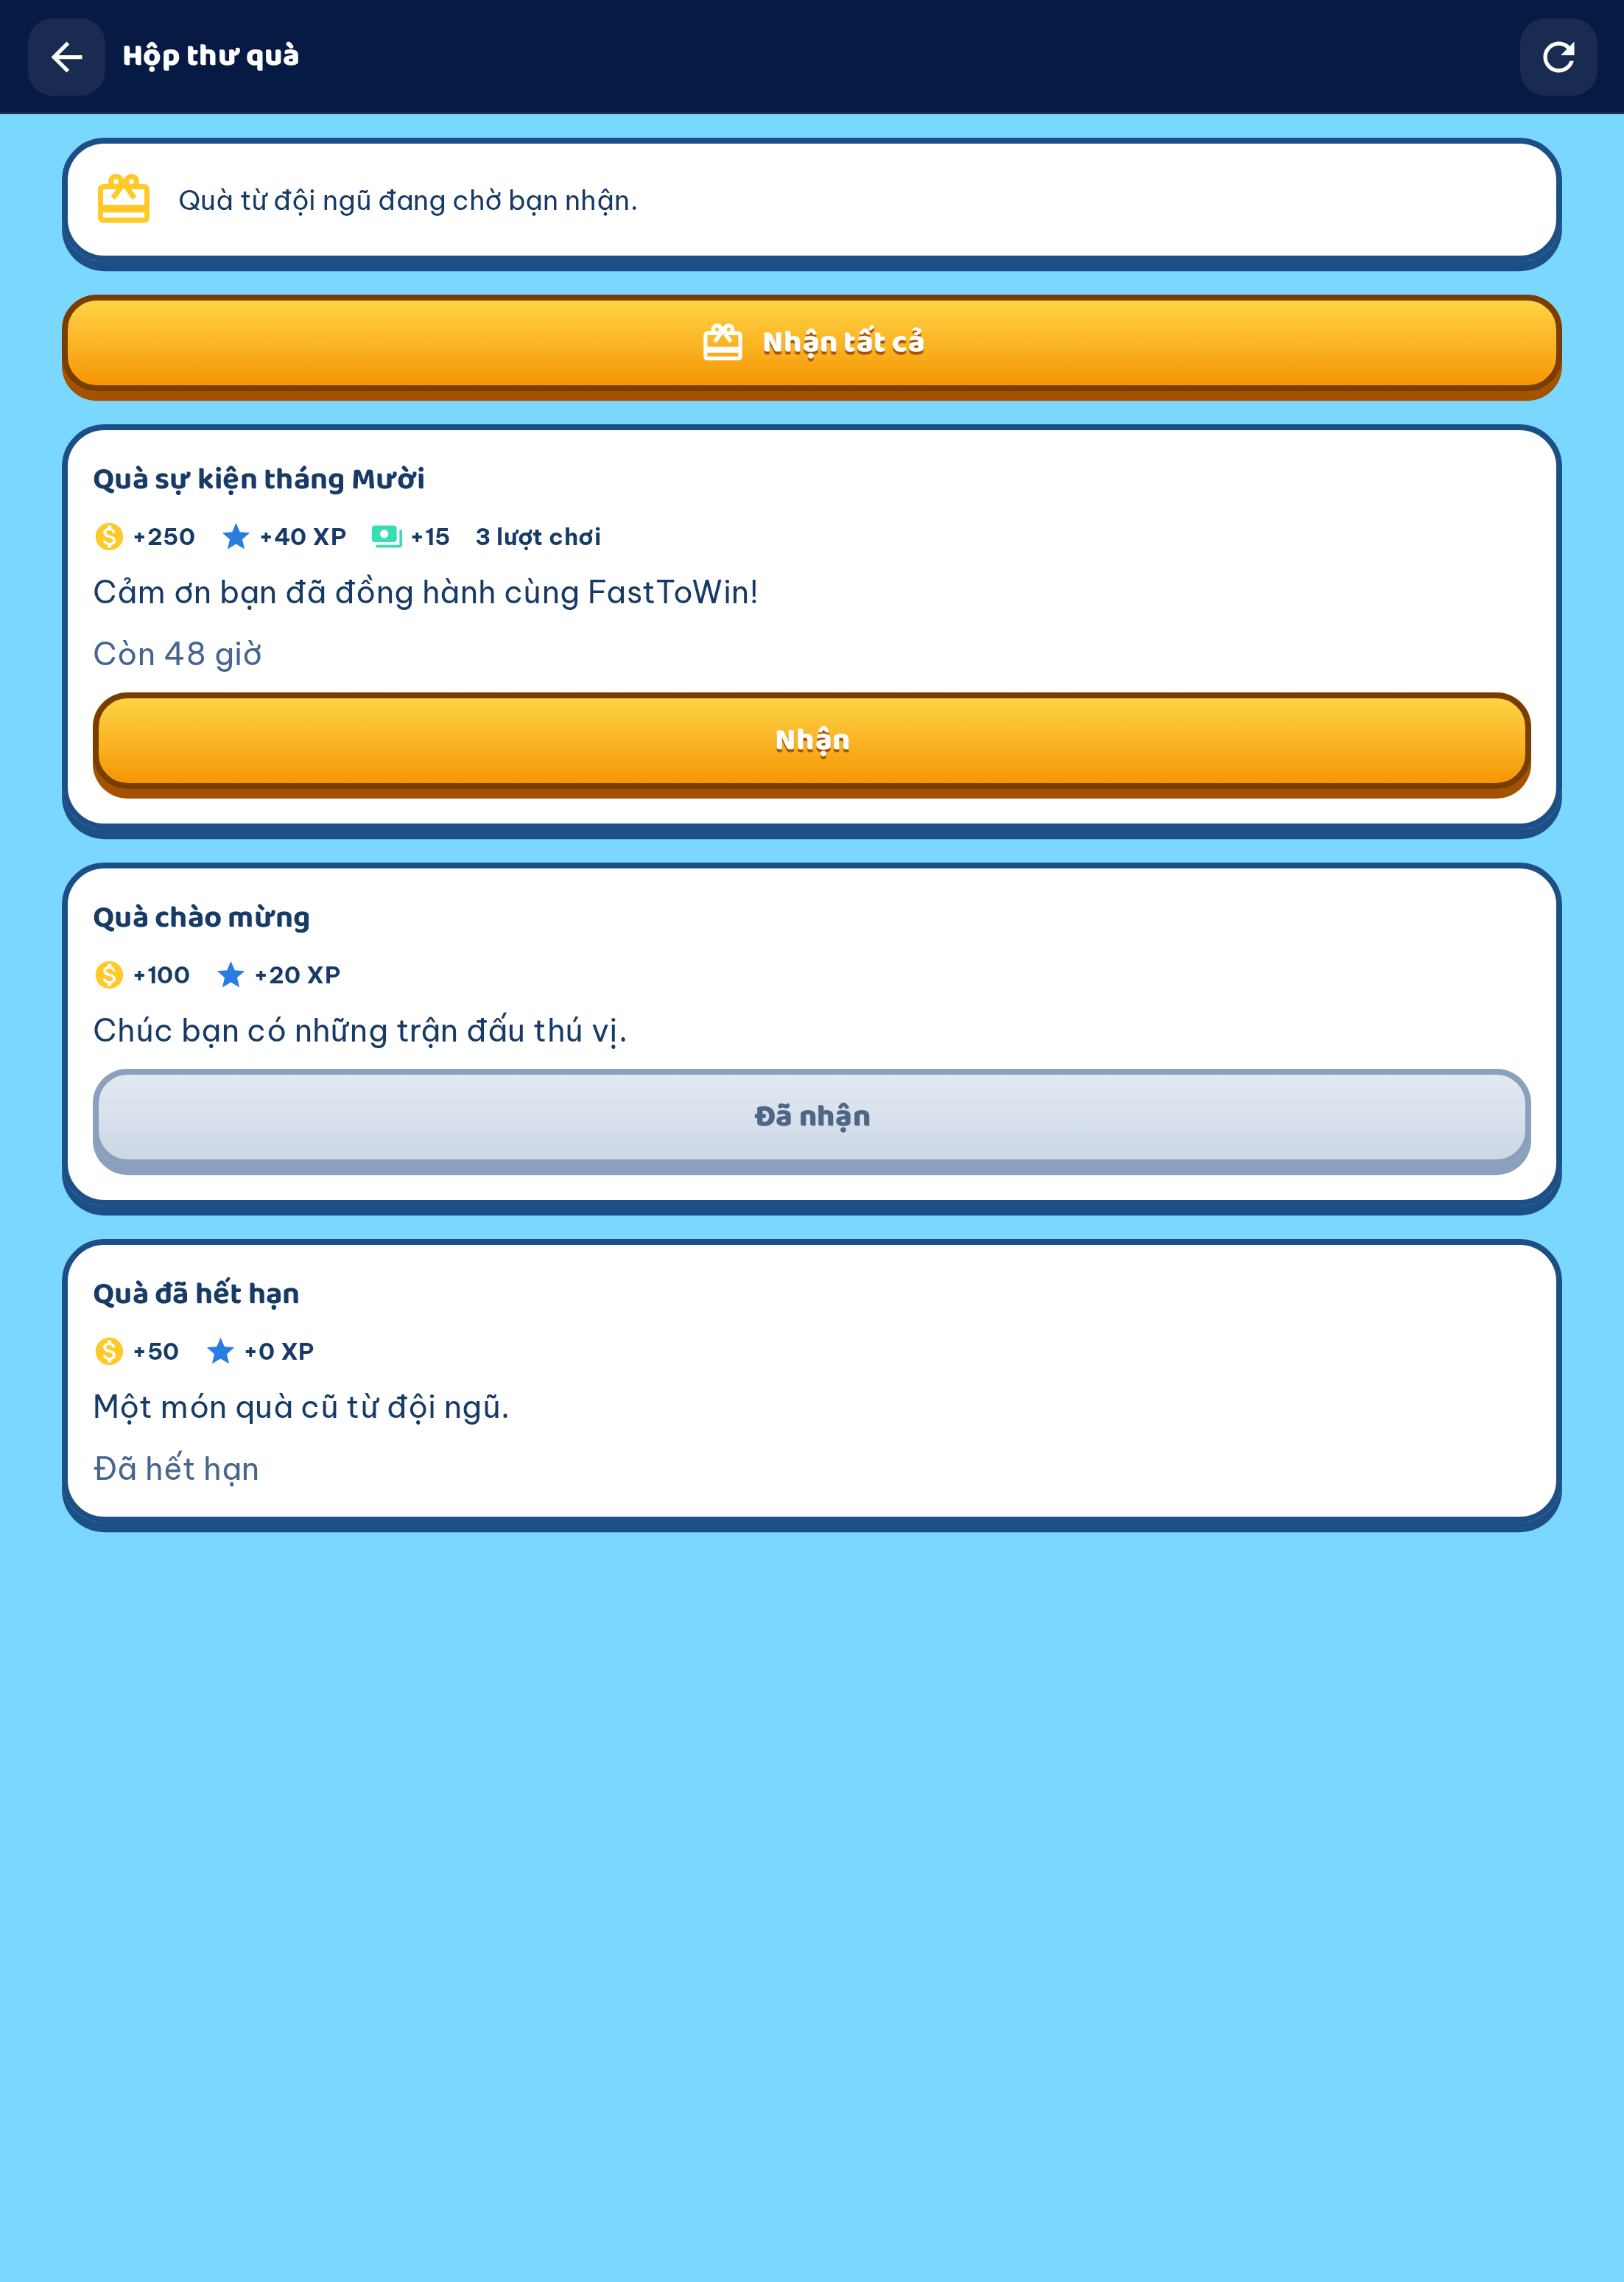 Hộp thư quà
Quà từ đội ngũ đang chờ bạn nhận.
Nhận tất cả
Quà sự kiện tháng Mười
+250 +40 XP +15 3 lượt chơi
Cảm ơn bạn đã đồng hành cùng FastToWin!
Còn 48 giờ
Nhận
Quà chào mừng
+100 +20 XP
Chúc bạn có những trận đấu thú vị.
Đã nhận
Quà đã hết hạn
+50 +0 XP
Một món quà cũ từ đội ngũ.
Đã hết hạn